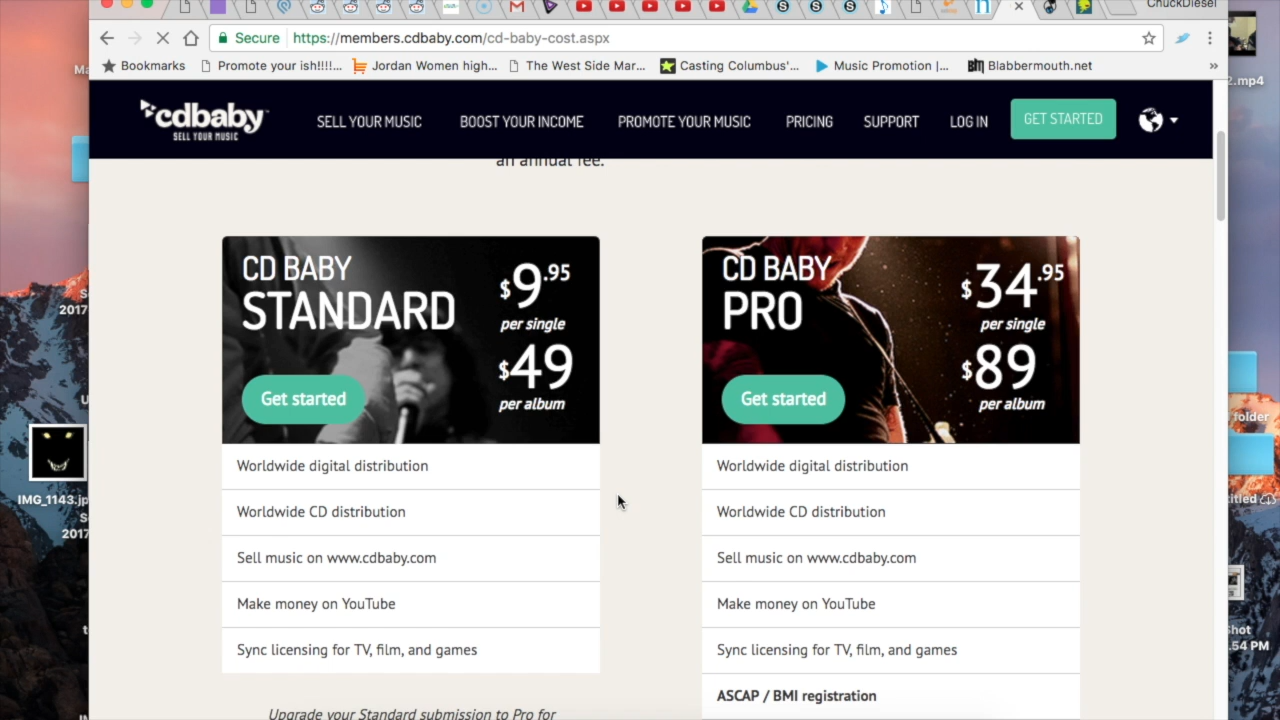 ChuckDiesel
Secure https://members.cdbaby.com/cd-baby-cost.aspx
Bookmarks Promote your ish!!!!... Jordan Women high... The West Side Mar... Casting Columbus'... Music Promotion |... Blabbermouth.net »
cdbaby
SELL YOUR MUSIC
SELL YOUR MUSIC BOOST YOUR INCOME PROMOTE YOUR MUSIC PRICING SUPPORT LOG IN GET STARTED
an annual fee.
CD BABY
STANDARD
$9.95
per single
$49
per album
Get started
Worldwide digital distribution
Worldwide CD distribution
Sell music on www.cdbaby.com
Make money on YouTube
Sync licensing for TV, film, and games
Upgrade your Standard submission to Pro for
CD BABY
PRO
$34.95
per single
$89
per album
Get started
Worldwide digital distribution
Worldwide CD distribution
Sell music on www.cdbaby.com
Make money on YouTube
Sync licensing for TV, film, and games
ASCAP / BMI registration
2017
IMG_1143.jp
2017
2.mp4
folder
.54 PM